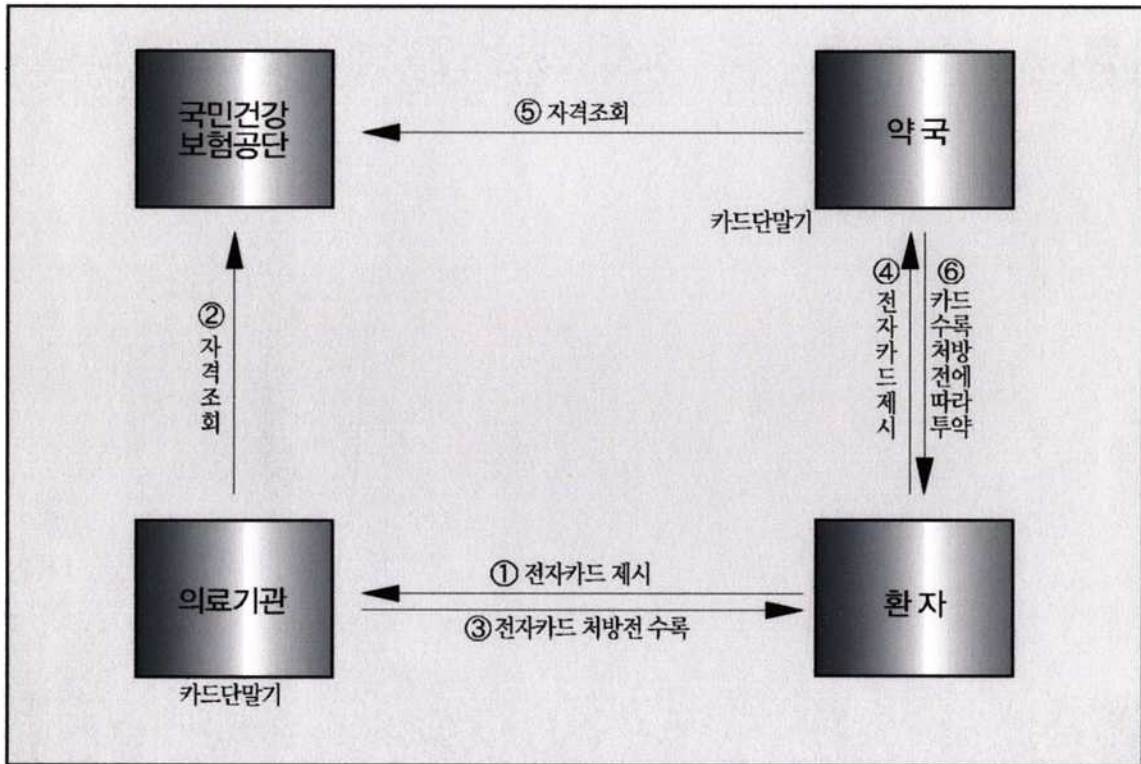 국민건강
보험공단
⑤ 자격조회
약 국
카드단말기
②
자
격
조
회
④
전
자
카
드
제
시
⑥
카드
수록
처방
전에
따라
투약
의료기관
카드단말기
① 전자카드 제시
③ 전자카드 처방전 수록
환 자